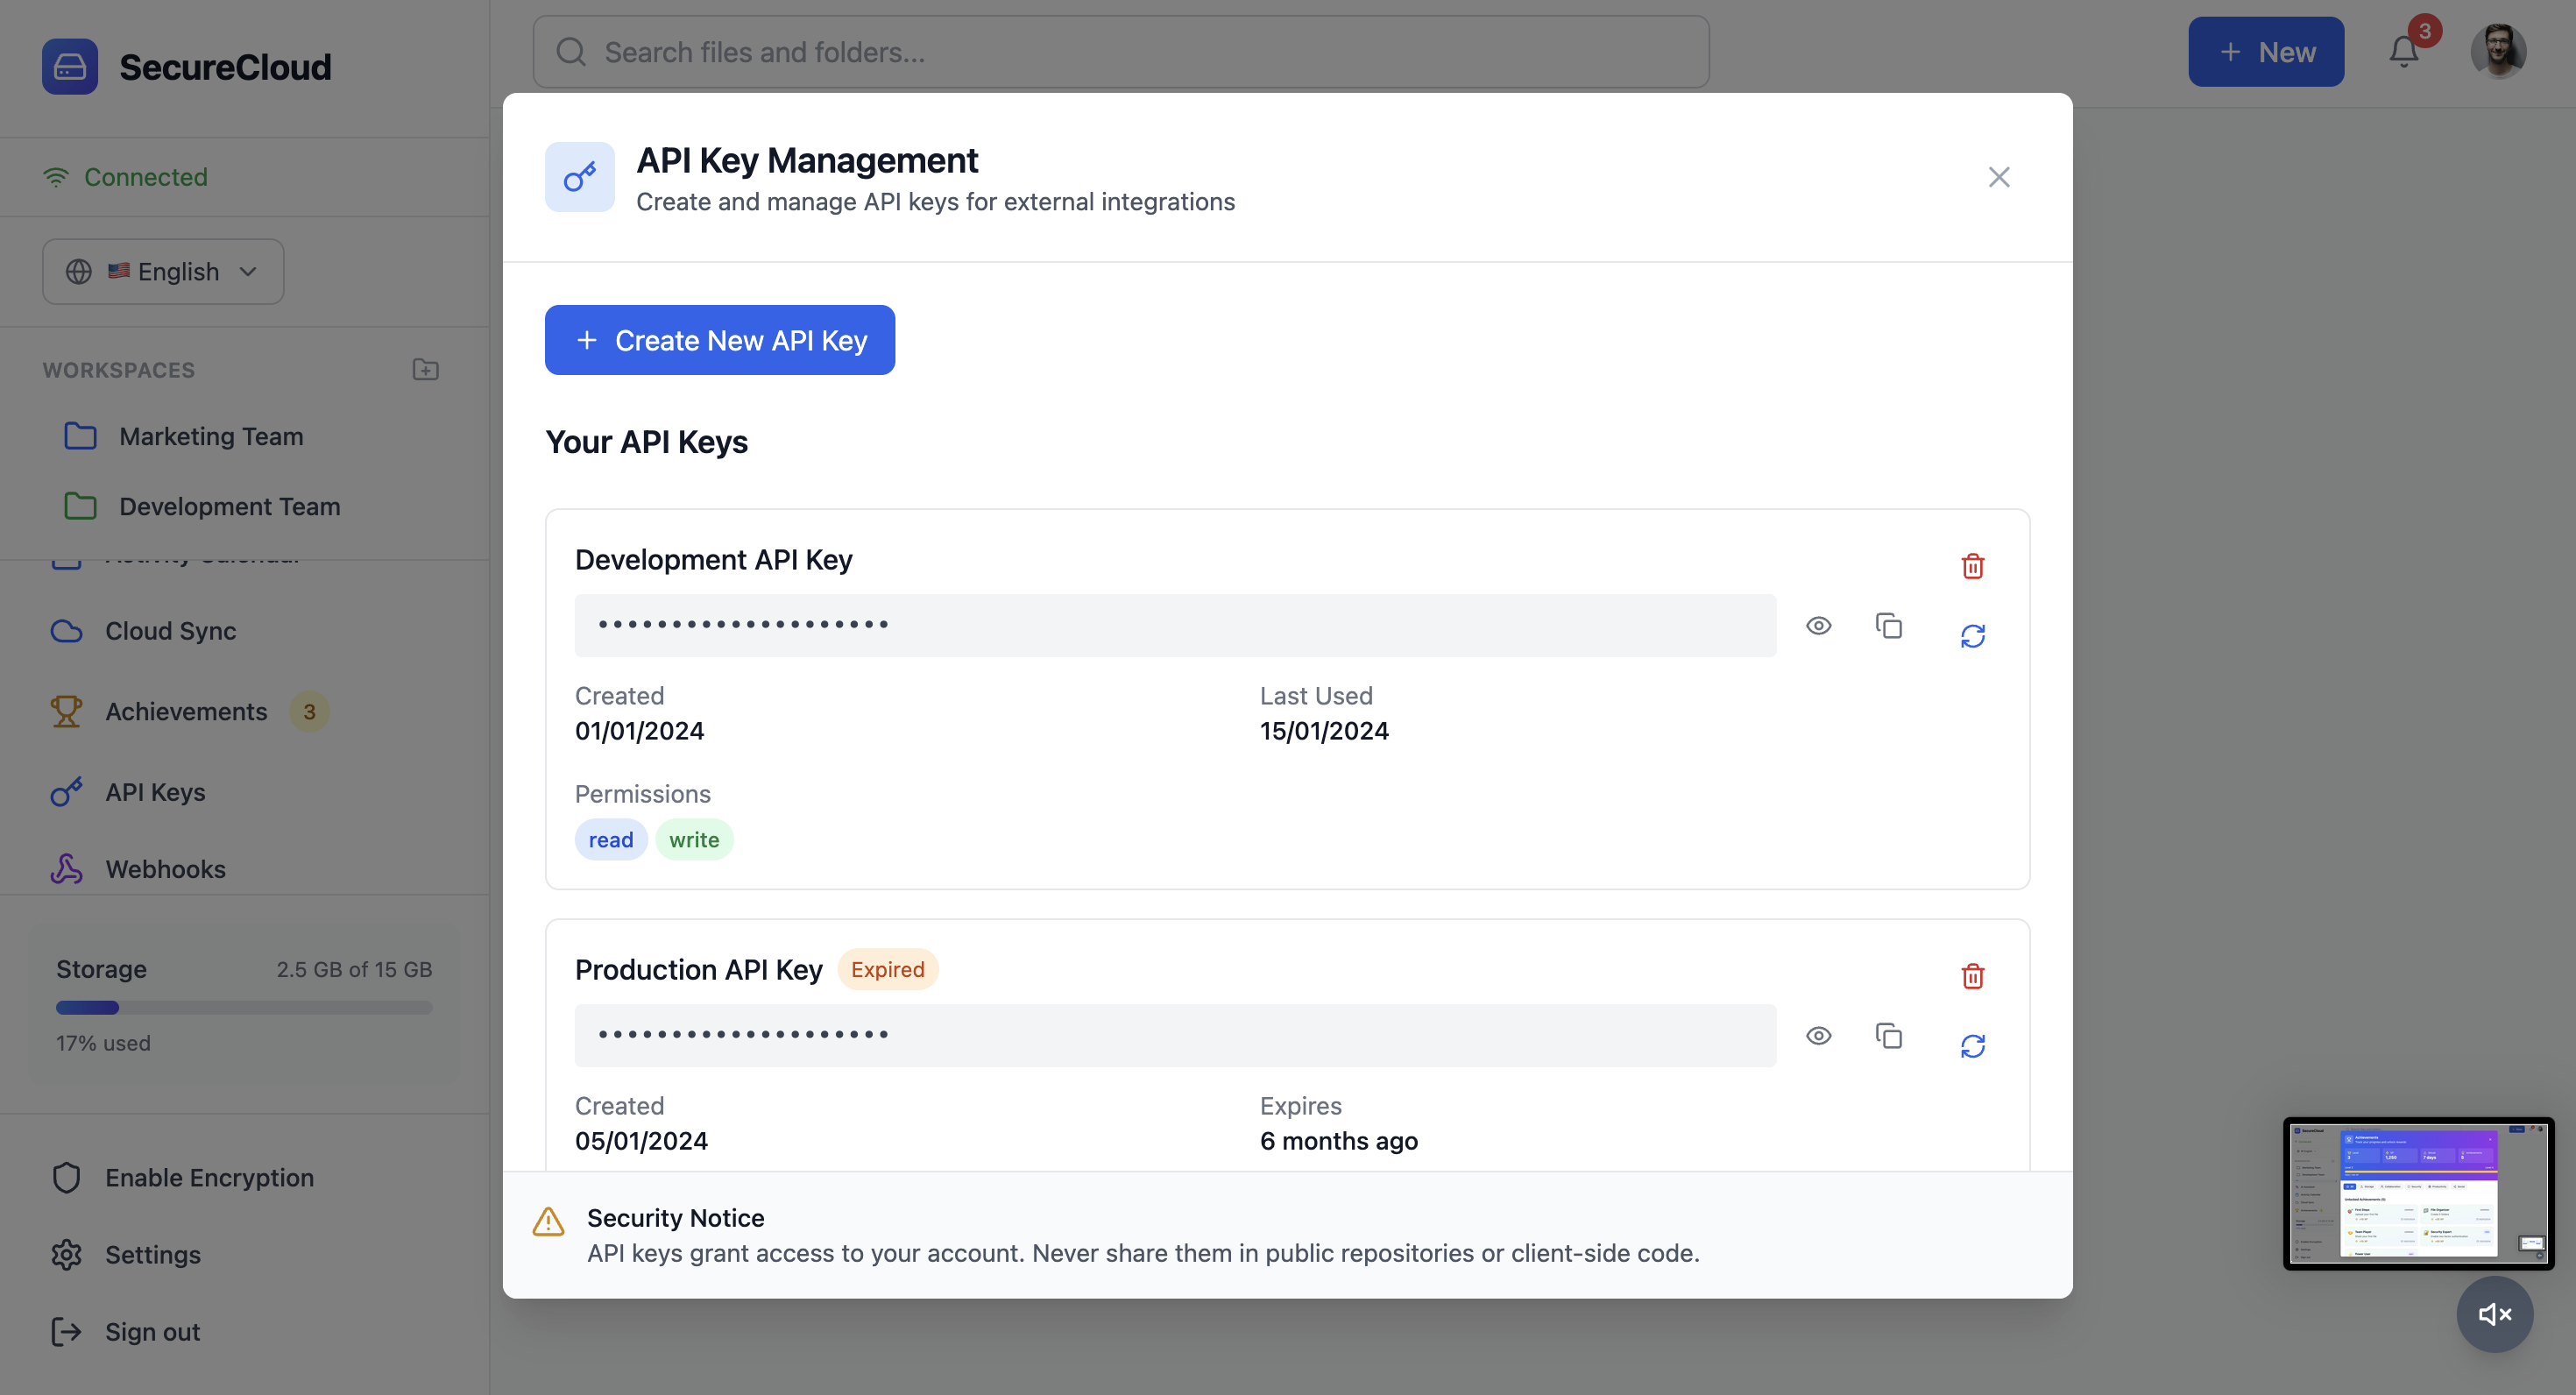 SecureCloud
Search files and folders...
New
3
Connected
🇺🇸 English
WORKSPACES
Marketing Team
Development Team
Activity Calendar
Cloud Sync
Achievements 3
API Keys
Webhooks
Storage 2.5 GB of 15 GB
17% used
Enable Encryption
Settings
Sign out
API Key Management
Create and manage API keys for external integrations
Create New API Key
Your API Keys
Development API Key
•••••••••••••••••••• 
Created Last Used
01/01/2024 15/01/2024
Permissions
read write
Production API Key Expired
••••••••••••••••••••
Created Expires
05/01/2024 6 months ago
Security Notice
API keys grant access to your account. Never share them in public repositories or client-side code.